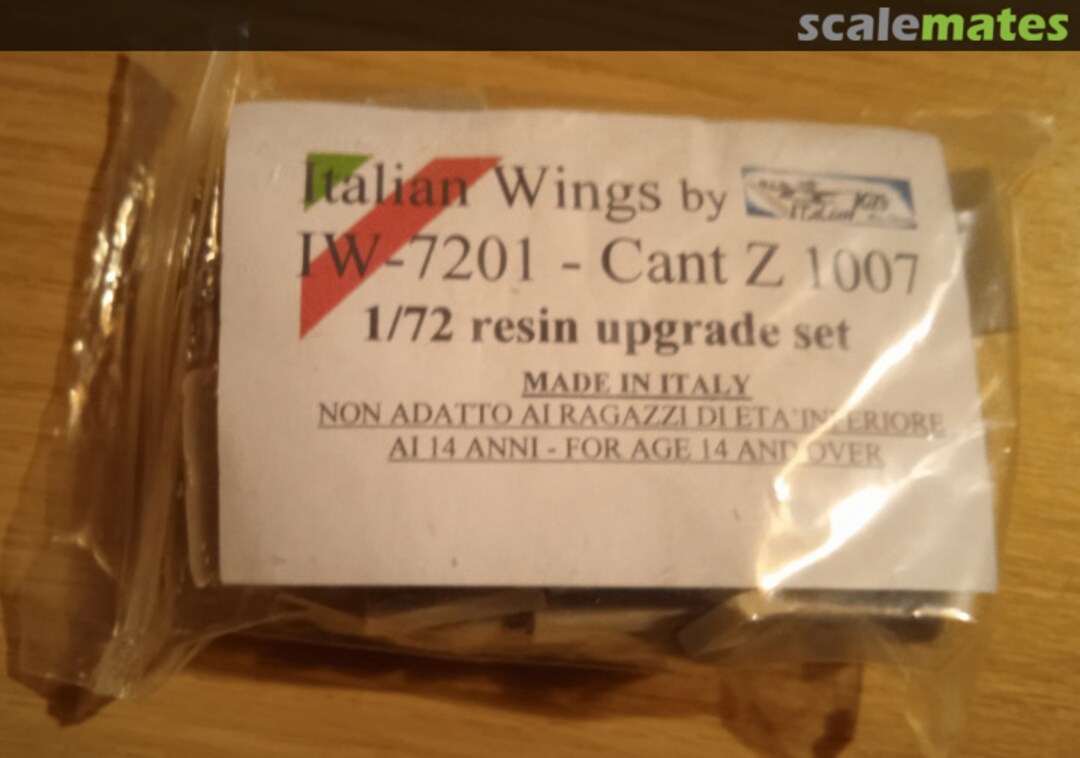 scalemates
Italian Wings by
IW-7201 - Cant Z 1007
1/72 resin upgrade set
MADE IN ITALY
NON ADATTO AI RAGAZZI DI ETA' INFERIORE
AI 14 ANNI - FOR AGE 14 AND OVER